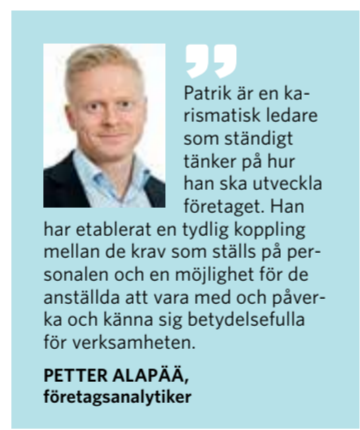 ”
Patrik är en ka-
rismatisk ledare
som ständigt
tänker på hur
han ska utveckla
företaget. Han
har etablerat en tydlig koppling
mellan de krav som ställs på per-
sonalen och en möjlighet för de
anställda att vara med och påver-
ka och känna sig betydelsefulla
för verksamheten.
PETTER ALAPÄÄ,
företagsanalytiker